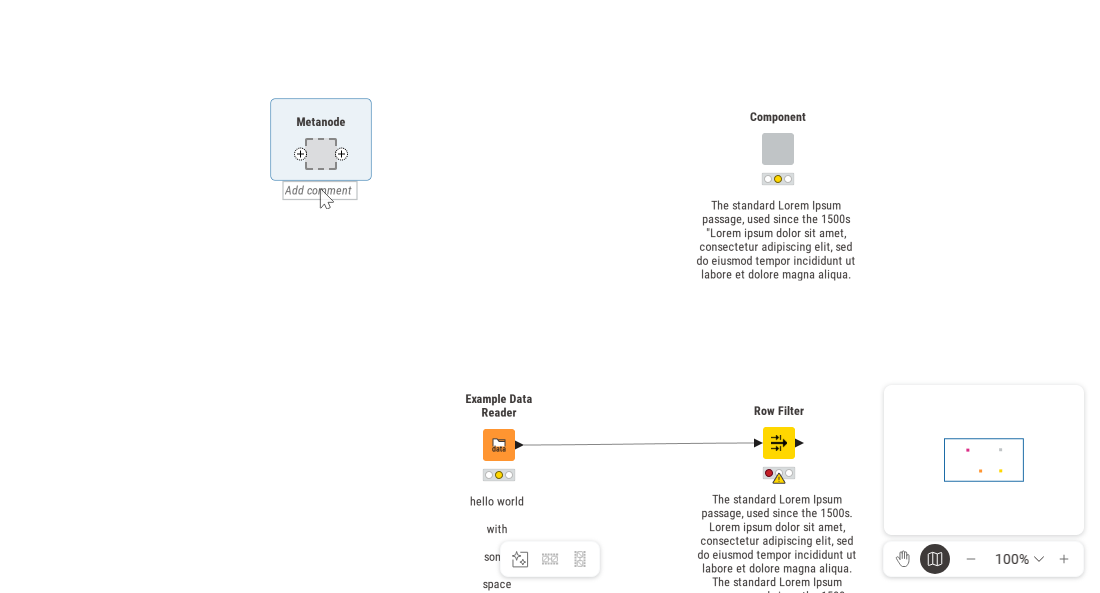 Metanode
Add comment
Component
The standard Lorem Ipsum
passage, used since the 1500s
"Lorem ipsum dolor sit amet,
consectetur adipiscing elit, sed
do eiusmod tempor incididunt ut
labore et dolore magna aliqua.
Example Data
Reader
data
hello world
with
space
Row Filter
The standard Lorem Ipsum
passage, used since the 1500s.
Lorem ipsum dolor sit amet,
consectetur adipiscing elit, sed
do eiusmod tempor incididunt ut
labore et dolore magna aliqua.
The standard Lorem Ipsum
100%